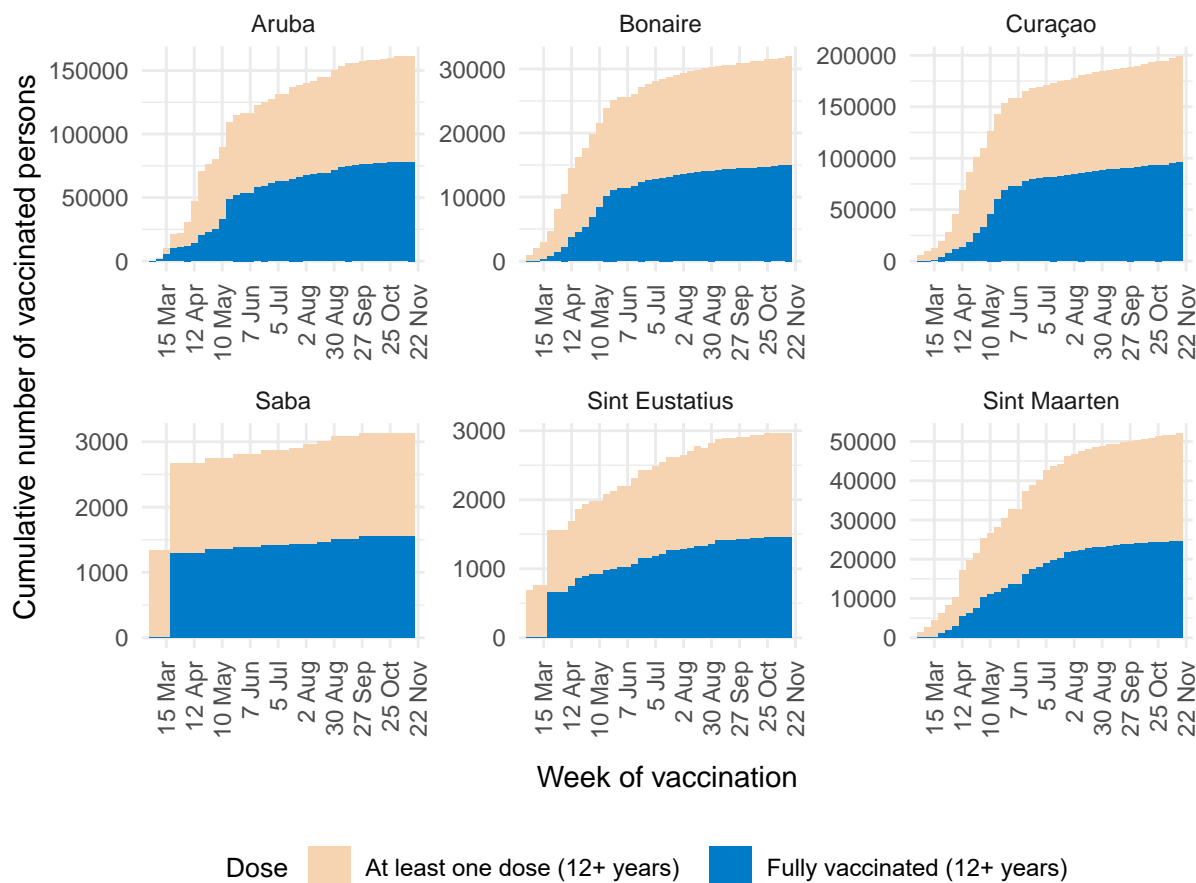 Cumulative number of vaccinated persons
Aruba
150000
100000
50000
0
15 Mar
12 Apr
10 May
7 Jun
5 Jul
2 Aug
30 Aug
27 Sep
25 Oct
22 Nov
Bonaire
30000
20000
10000
0
15 Mar
12 Apr
10 May
7 Jun
5 Jul
2 Aug
30 Aug
27 Sep
25 Oct
22 Nov
Curaçao
200000
150000
100000
50000
0
15 Mar
12 Apr
10 May
7 Jun
5 Jul
2 Aug
30 Aug
27 Sep
25 Oct
22 Nov
Saba
3000
2000
1000
0
15 Mar
12 Apr
10 May
7 Jun
5 Jul
2 Aug
30 Aug
27 Sep
25 Oct
22 Nov
Sint Eustatius
3000
2000
1000
0
15 Mar
12 Apr
10 May
7 Jun
5 Jul
2 Aug
30 Aug
27 Sep
25 Oct
22 Nov
Sint Maarten
50000
40000
30000
20000
10000
0
15 Mar
12 Apr
10 May
7 Jun
5 Jul
2 Aug
30 Aug
27 Sep
25 Oct
22 Nov
Week of vaccination
Dose At least one dose (12+ years) Fully vaccinated (12+ years)